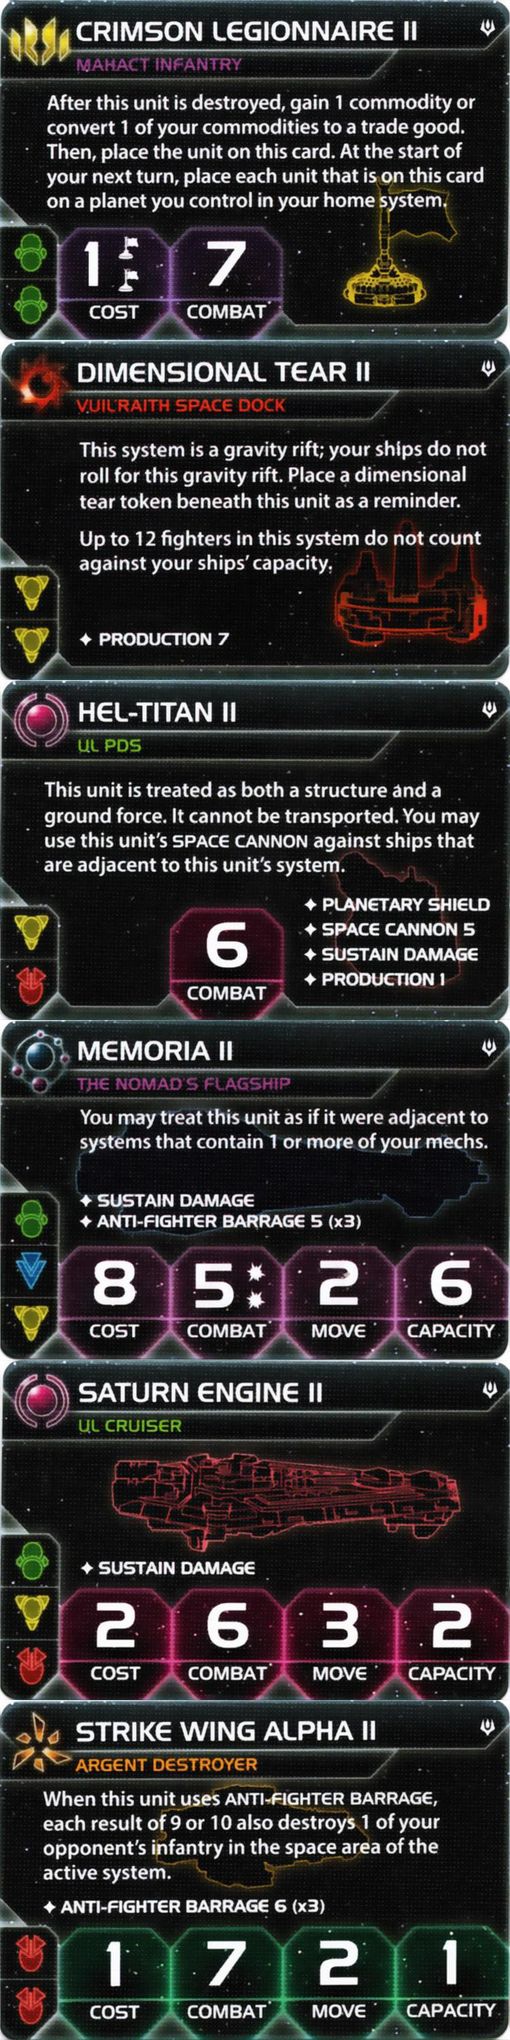 CRIMSON LEGIONNAIRE II
MAHACT INFANTRY
After this unit is destroyed, gain 1 commodity or
convert 1 of your commodities to a trade good.
Then, place the unit on this card. At the start of
your next turn, place each unit that is on this card
on a planet you control in your home system.
1 7
COST COMBAT
DIMENSIONAL TEAR II
VUIL'RAITH SPACE DOCK
This system is a gravity rift; your ships do not
roll for this gravity rift. Place a dimensional
tear token beneath this unit as a reminder.
Up to 12 fighters in this system do not count
against your ships' capacity.
✦ PRODUCTION 7
HEL-TITAN II
UL PDS
This unit is treated as both a structure and a
ground force. It cannot be transported. You may
use this unit's SPACE CANNON against ships that
are adjacent to this unit's system.
✦ PLANETARY SHIELD
✦ SPACE CANNON 5
✦ SUSTAIN DAMAGE
✦ PRODUCTION 1
6
COMBAT
MEMORIA II
THE NOMAD'S FLAGSHIP
You may treat this unit as if it were adjacent to
systems that contain 1 or more of your mechs.
✦ SUSTAIN DAMAGE
✦ ANTI-FIGHTER BARRAGE 5 (x3)
8 5 2 6
COST COMBAT MOVE CAPACITY
SATURN ENGINE II
UL CRUISER
✦ SUSTAIN DAMAGE
2 6 3 2
COST COMBAT MOVE CAPACITY
STRIKE WING ALPHA II
ARGENT DESTROYER
When this unit uses ANTI-FIGHTER BARRAGE,
each result of 9 or 10 also destroys 1 of your
opponent's infantry in the space area of the
active system.
✦ ANTI-FIGHTER BARRAGE 6 (x3)
1 7 2 1
COST COMBAT MOVE CAPACITY